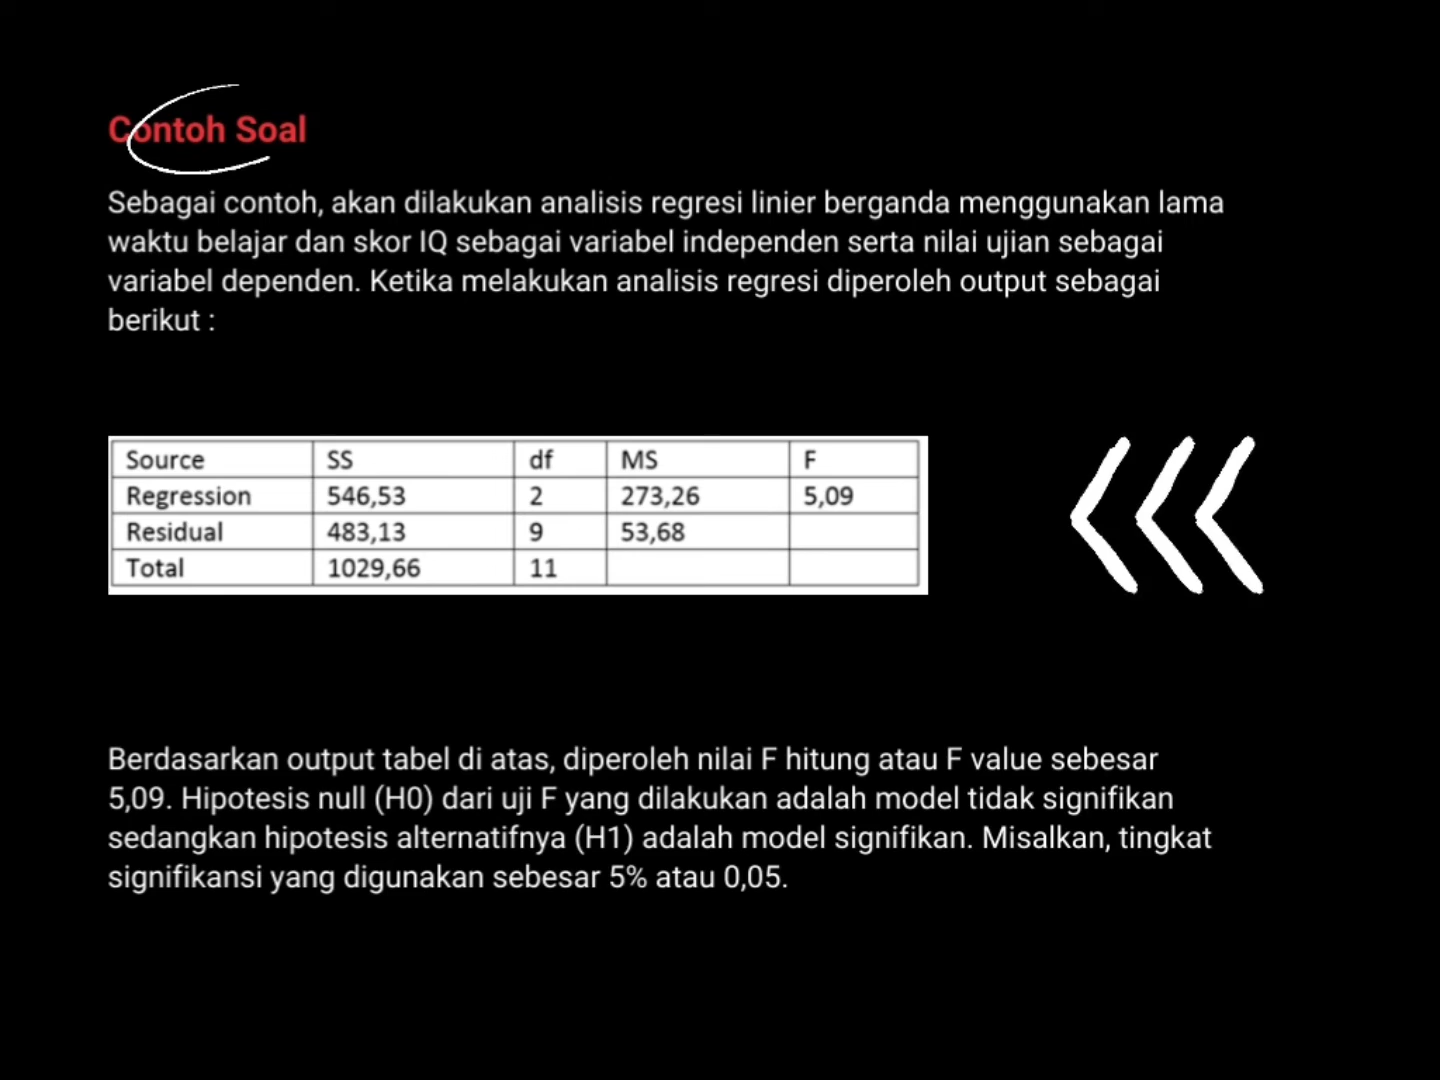 Contoh Soal
Sebagai contoh, akan dilakukan analisis regresi linier berganda menggunakan lama
waktu belajar dan skor IQ sebagai variabel independen serta nilai ujian sebagai
variabel dependen. Ketika melakukan analisis regresi diperoleh output sebagai
berikut :
Source SS df MS F
Regression 546,53 2 273,26 5,09
Residual 483,13 9 53,68
Total 1029,66 11
Berdasarkan output tabel di atas, diperoleh nilai F hitung atau F value sebesar
5,09. Hipotesis null (H0) dari uji F yang dilakukan adalah model tidak signifikan
sedangkan hipotesis alternatifnya (H1) adalah model signifikan. Misalkan, tingkat
signifikansi yang digunakan sebesar 5% atau 0,05.